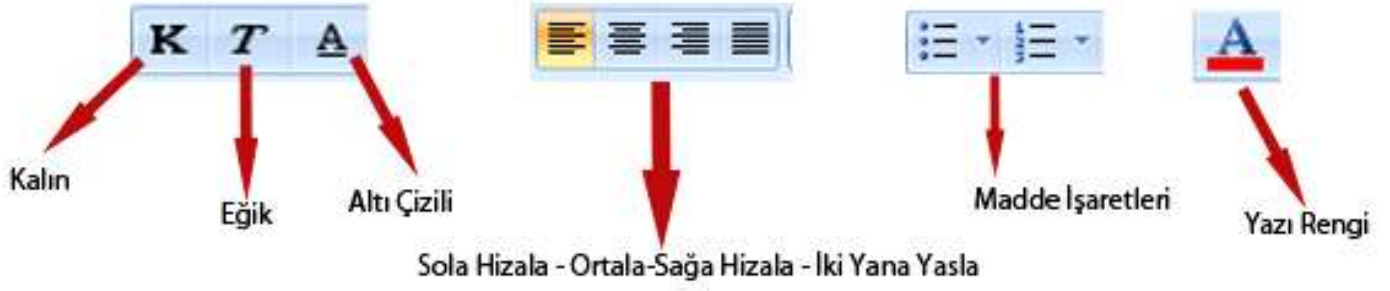 K T A
A
Kalın
Eğik
Altı Çizili
Madde İşaretleri
Yazı Rengi
Sola Hizala - Ortala-Sağa Hizala - İki Yana Yasla